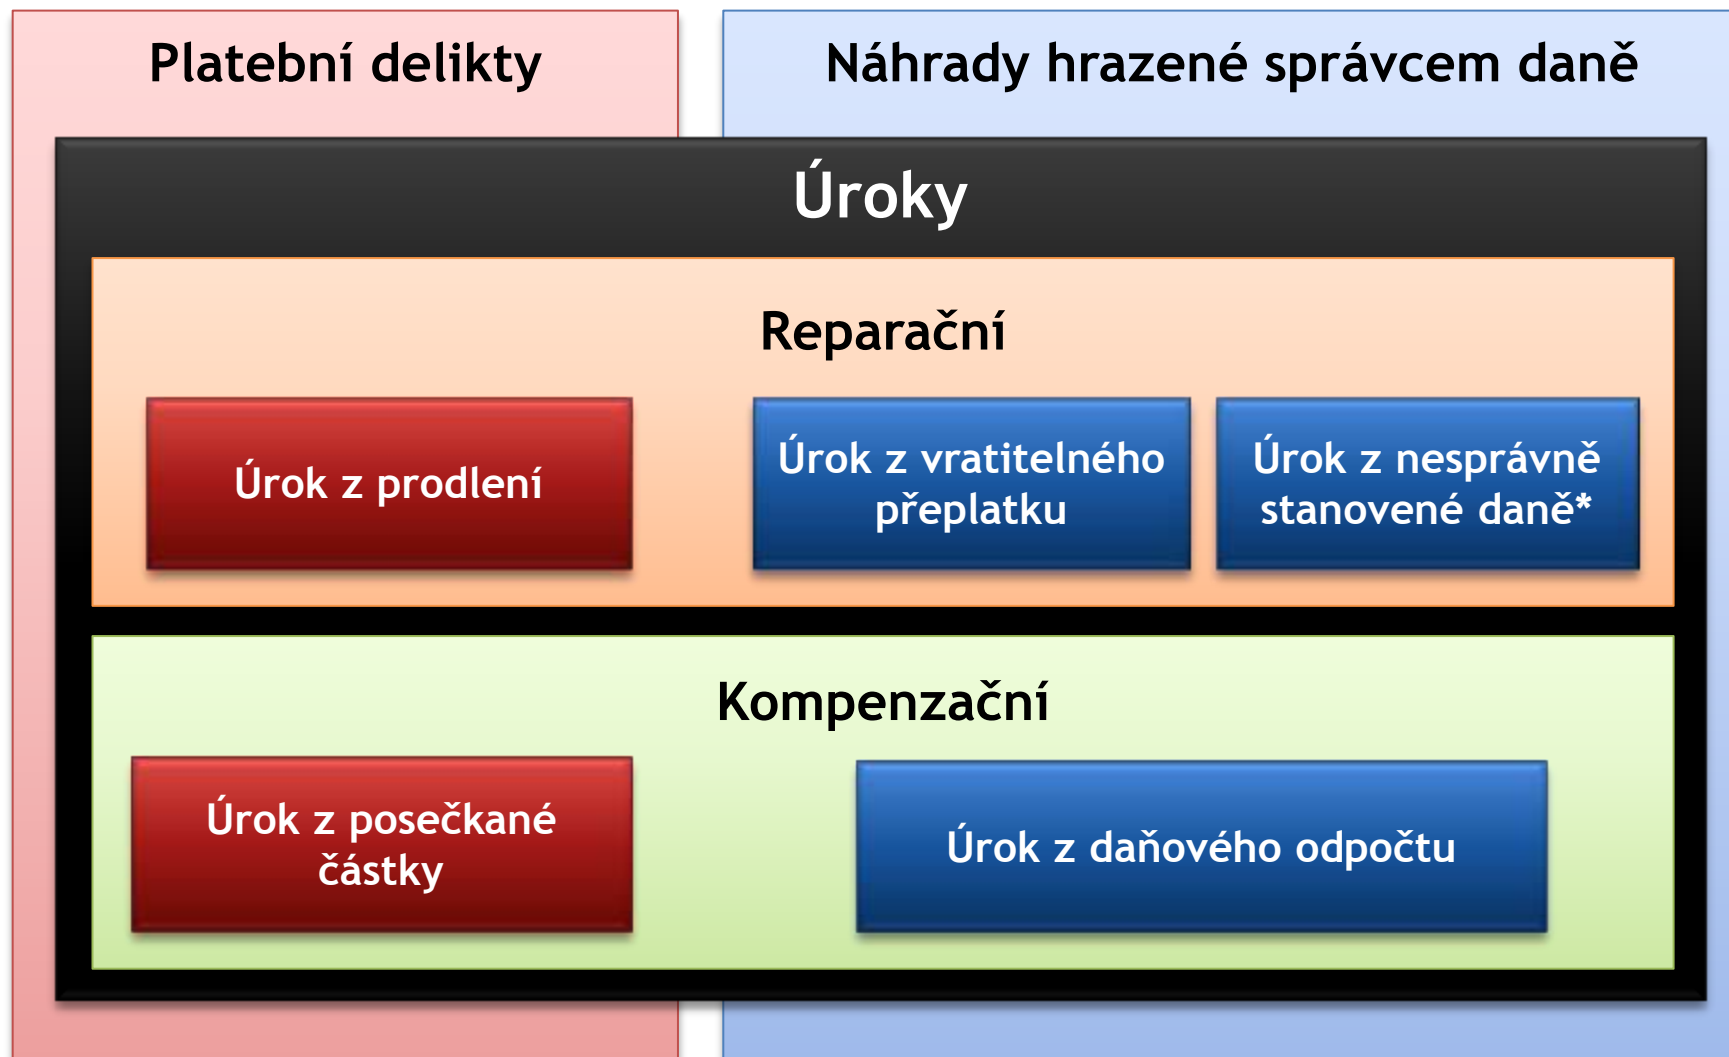 Platební delikty
Náhrady hrazené správcem daně
Úroky
Reparační
Úrok z prodlení
Úrok z vratitelného
přeplatku
Úrok z nesprávně
stanovené daně*
Kompenzační
Úrok z posečkané
částky
Úrok z daňového odpočtu